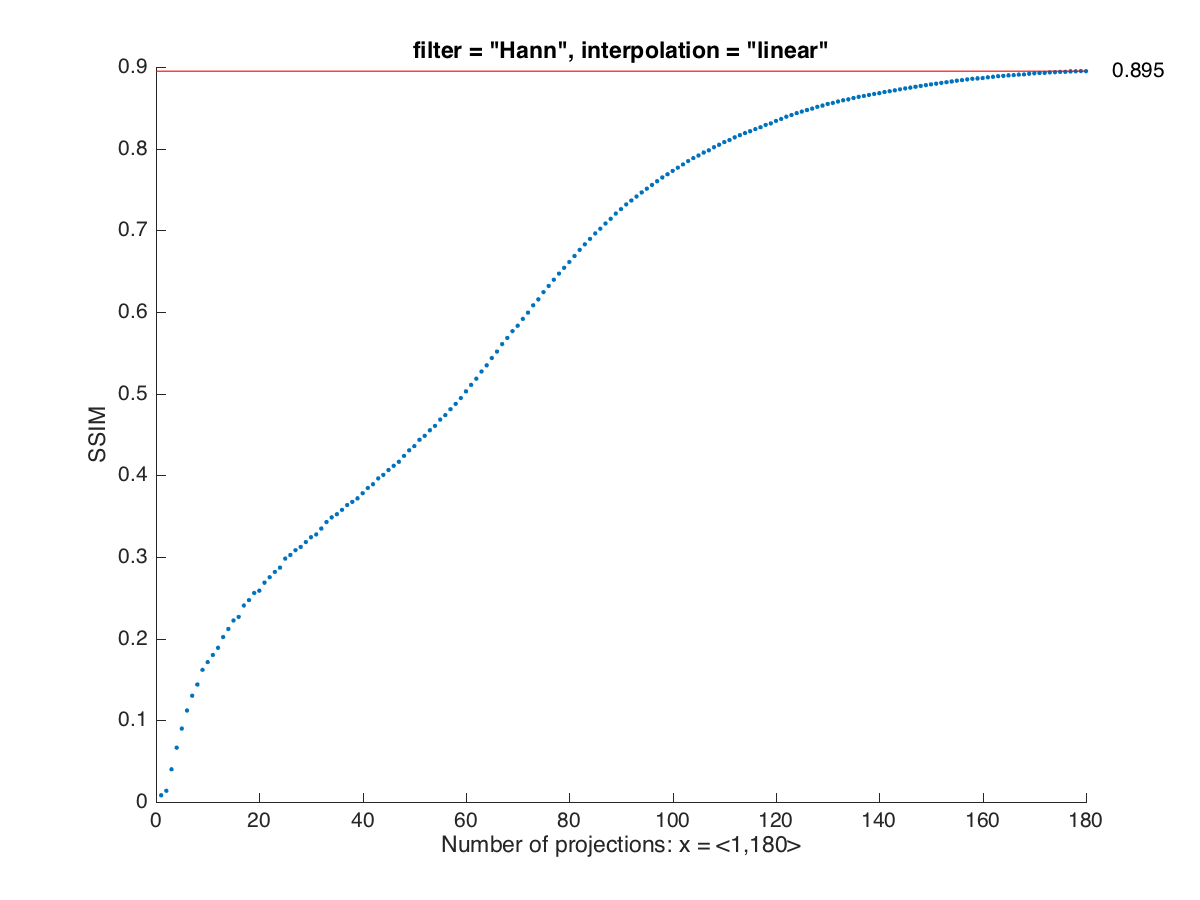 filter = "Hann", interpolation = "linear"
0.9
0.895
0.8
0.7
0.6
0.5
SSIM
0.4
0.3
0.2
0.1
0
0 20 40 60 80 100 120 140 160 180
Number of projections: x = <1,180>